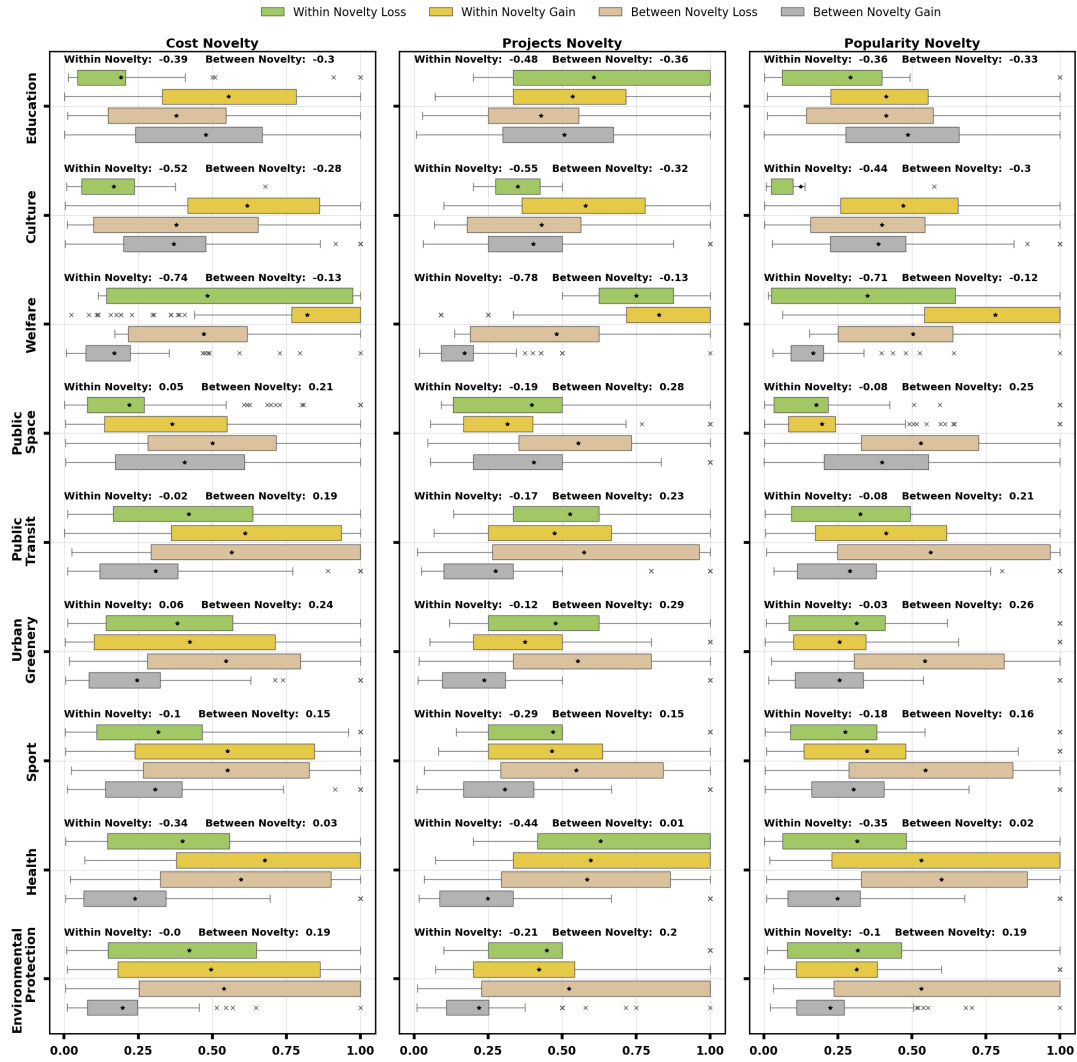 Within Novelty Loss Within Novelty Gain Between Novelty Loss Between Novelty Gain
Cost Novelty Projects Novelty Popularity Novelty
Education
Within Novelty: -0.39 Between Novelty: -0.3
Within Novelty: -0.48 Between Novelty: -0.36
Within Novelty: -0.36 Between Novelty: -0.33
Culture
Within Novelty: -0.52 Between Novelty: -0.28
Within Novelty: -0.55 Between Novelty: -0.32
Within Novelty: -0.44 Between Novelty: -0.3
Welfare
Within Novelty: -0.74 Between Novelty: -0.13
Within Novelty: -0.78 Between Novelty: -0.13
Within Novelty: -0.71 Between Novelty: -0.12
Public
Space
Within Novelty: 0.05 Between Novelty: 0.21
Within Novelty: -0.19 Between Novelty: 0.28
Within Novelty: -0.08 Between Novelty: 0.25
Public
Transit
Within Novelty: -0.02 Between Novelty: 0.19
Within Novelty: -0.17 Between Novelty: 0.23
Within Novelty: -0.08 Between Novelty: 0.21
Urban
Greenery
Within Novelty: 0.06 Between Novelty: 0.24
Within Novelty: -0.12 Between Novelty: 0.29
Within Novelty: -0.03 Between Novelty: 0.26
Sport
Within Novelty: -0.1 Between Novelty: 0.15
Within Novelty: -0.29 Between Novelty: 0.15
Within Novelty: -0.18 Between Novelty: 0.16
Health
Within Novelty: -0.34 Between Novelty: 0.03
Within Novelty: -0.44 Between Novelty: 0.01
Within Novelty: -0.35 Between Novelty: 0.02
Environmental
Protection
Within Novelty: -0.0 Between Novelty: 0.19
Within Novelty: -0.21 Between Novelty: 0.2
Within Novelty: -0.1 Between Novelty: 0.19
0.00 0.25 0.50 0.75 1.00
0.00 0.25 0.50 0.75 1.00
0.00 0.25 0.50 0.75 1.00